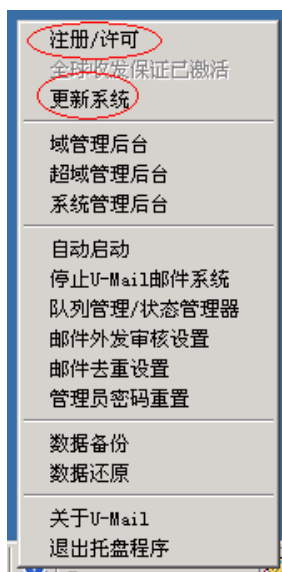 注册/许可
全球收发保证已激活
更新系统
域管理后台
超域管理后台
系统管理后台
自动启动
停止U-Mail邮件系统
队列管理/状态管理器
邮件外发审核设置
邮件去重设置
管理员密码重置
数据备份
数据还原
关于U-Mail
退出托盘程序